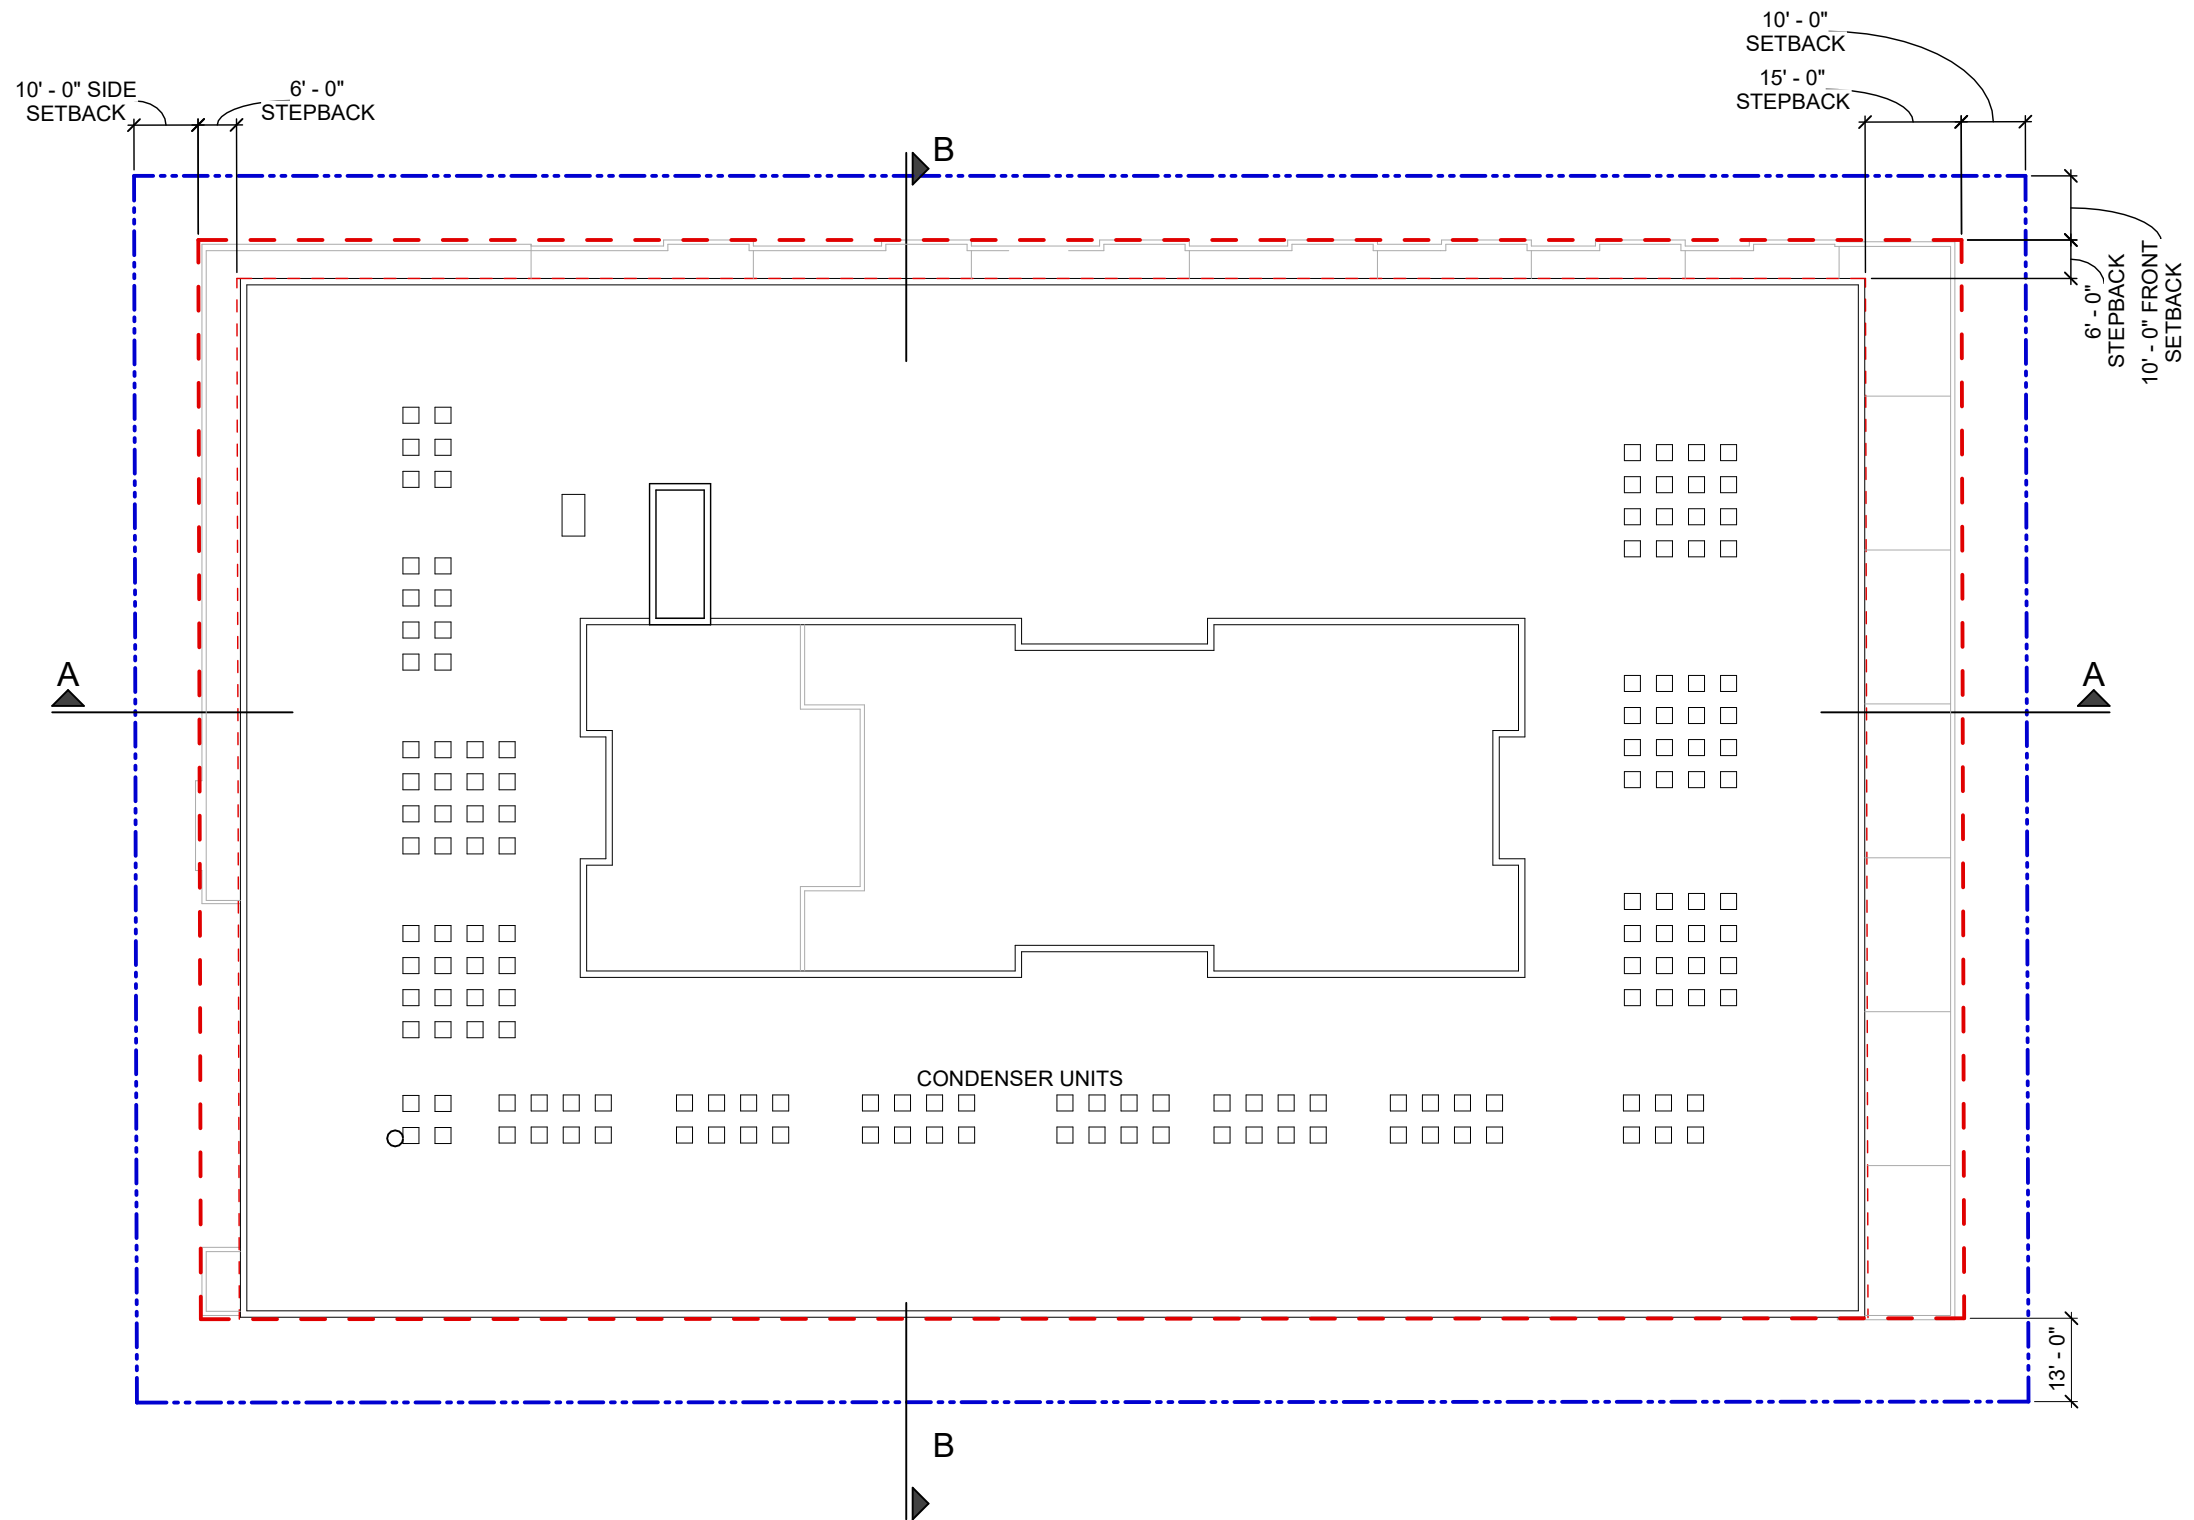 10' - 0"
SETBACK
15' - 0"
STEPBACK
10' - 0" SIDE
SETBACK
6' - 0"
STEPBACK
B
6' - 0"
STEPBACK
10' - 0" FRONT
SETBACK
A
A
CONDENSER UNITS
13' - 0"
B